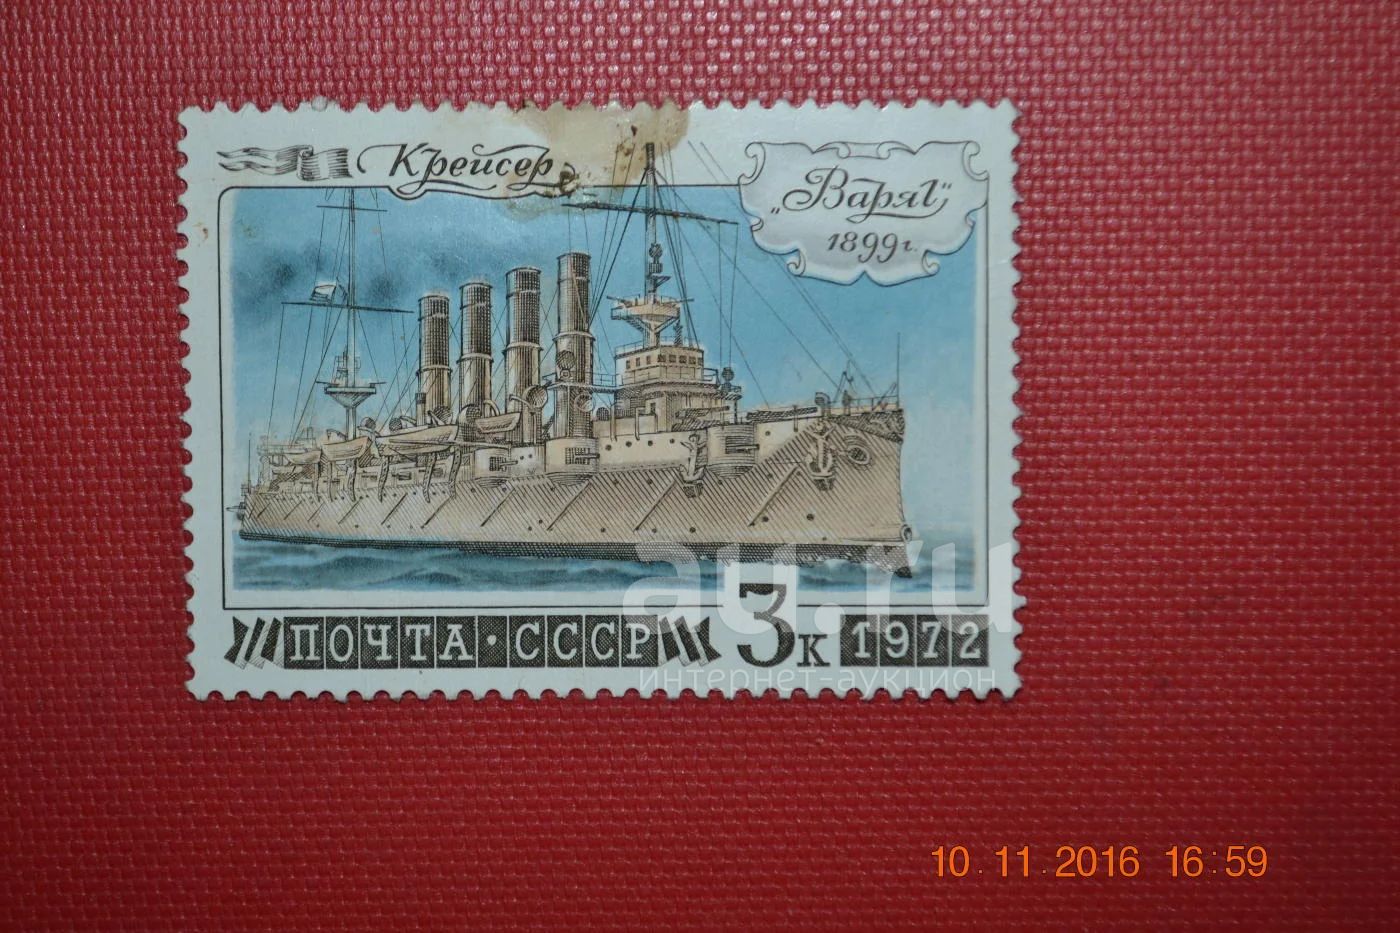 Крейсер
„Варяг“
1899г.
ПОЧТА·СССР 3к 1972
au.ru
интернет-аукцион
10.11.2016 16:59